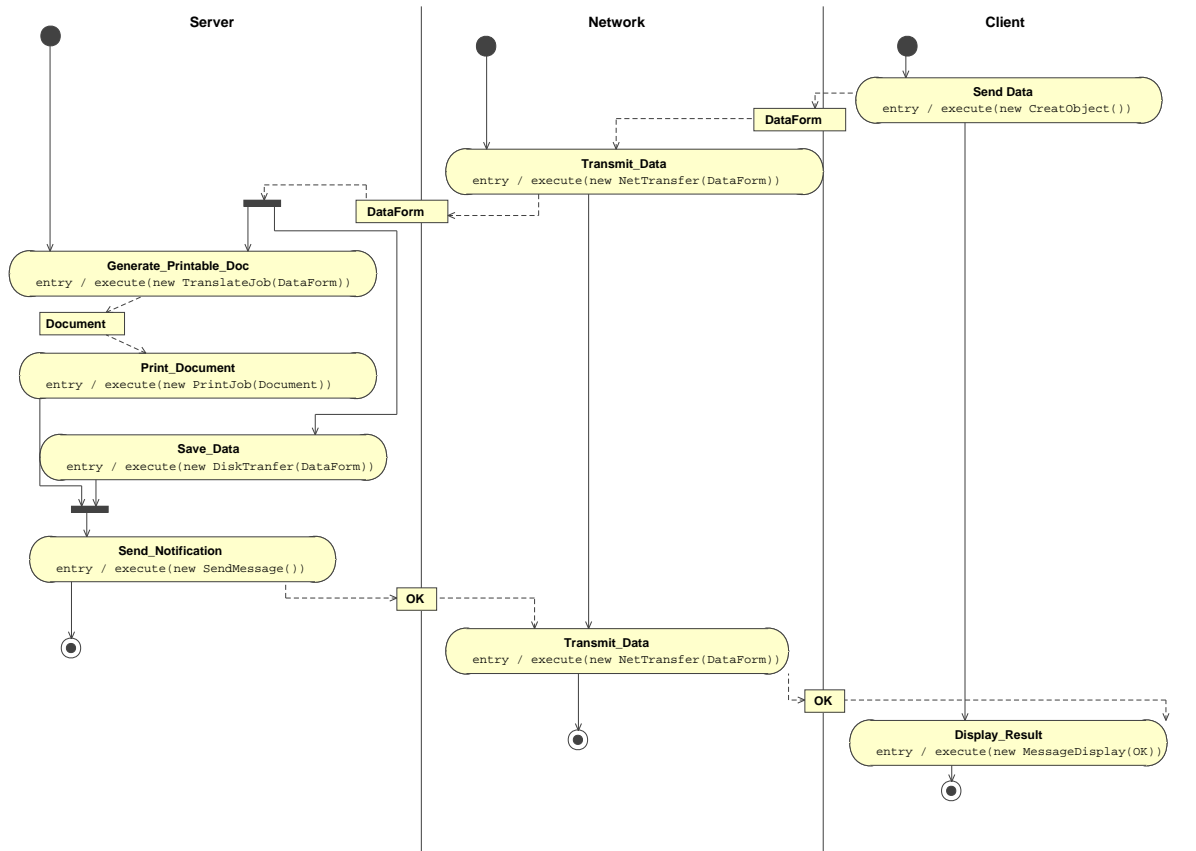 Server
Network
Client
Send Data
entry / execute(new CreatObject())
DataForm
Transmit_Data
entry / execute(new NetTransfer(DataForm))
DataForm
Generate_Printable_Doc
entry / execute(new TranslateJob(DataForm))
Document
Print_Document
entry / execute(new PrintJob(Document))
Save_Data
entry / execute(new DiskTranfer(DataForm))
Send_Notification
entry / execute(new SendMessage())
OK
Transmit_Data
entry / execute(new NetTransfer(DataForm))
OK
Display_Result
entry / execute(new MessageDisplay(OK))